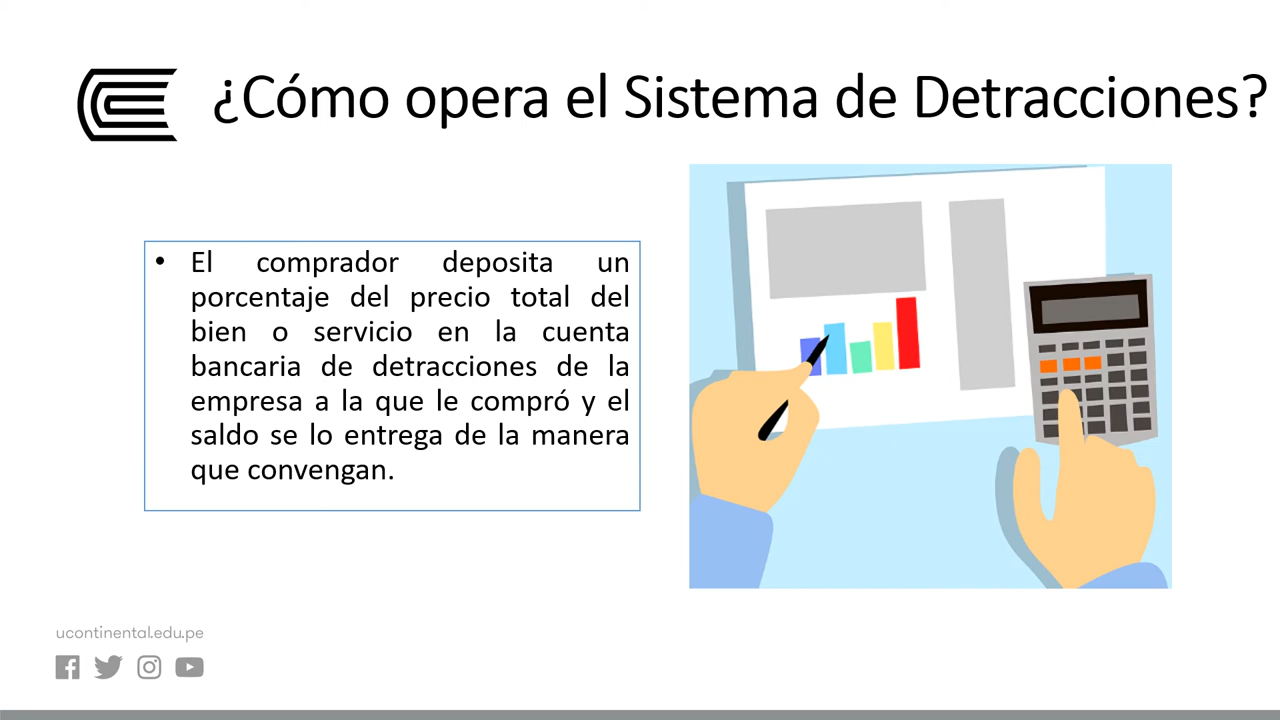 ¿Cómo opera el Sistema de Detracciones?
• El comprador deposita un
porcentaje del precio total del
bien o servicio en la cuenta
bancaria de detracciones de la
empresa a la que le compró y el
saldo se lo entrega de la manera
que convengan.
ucontinental.edu.pe